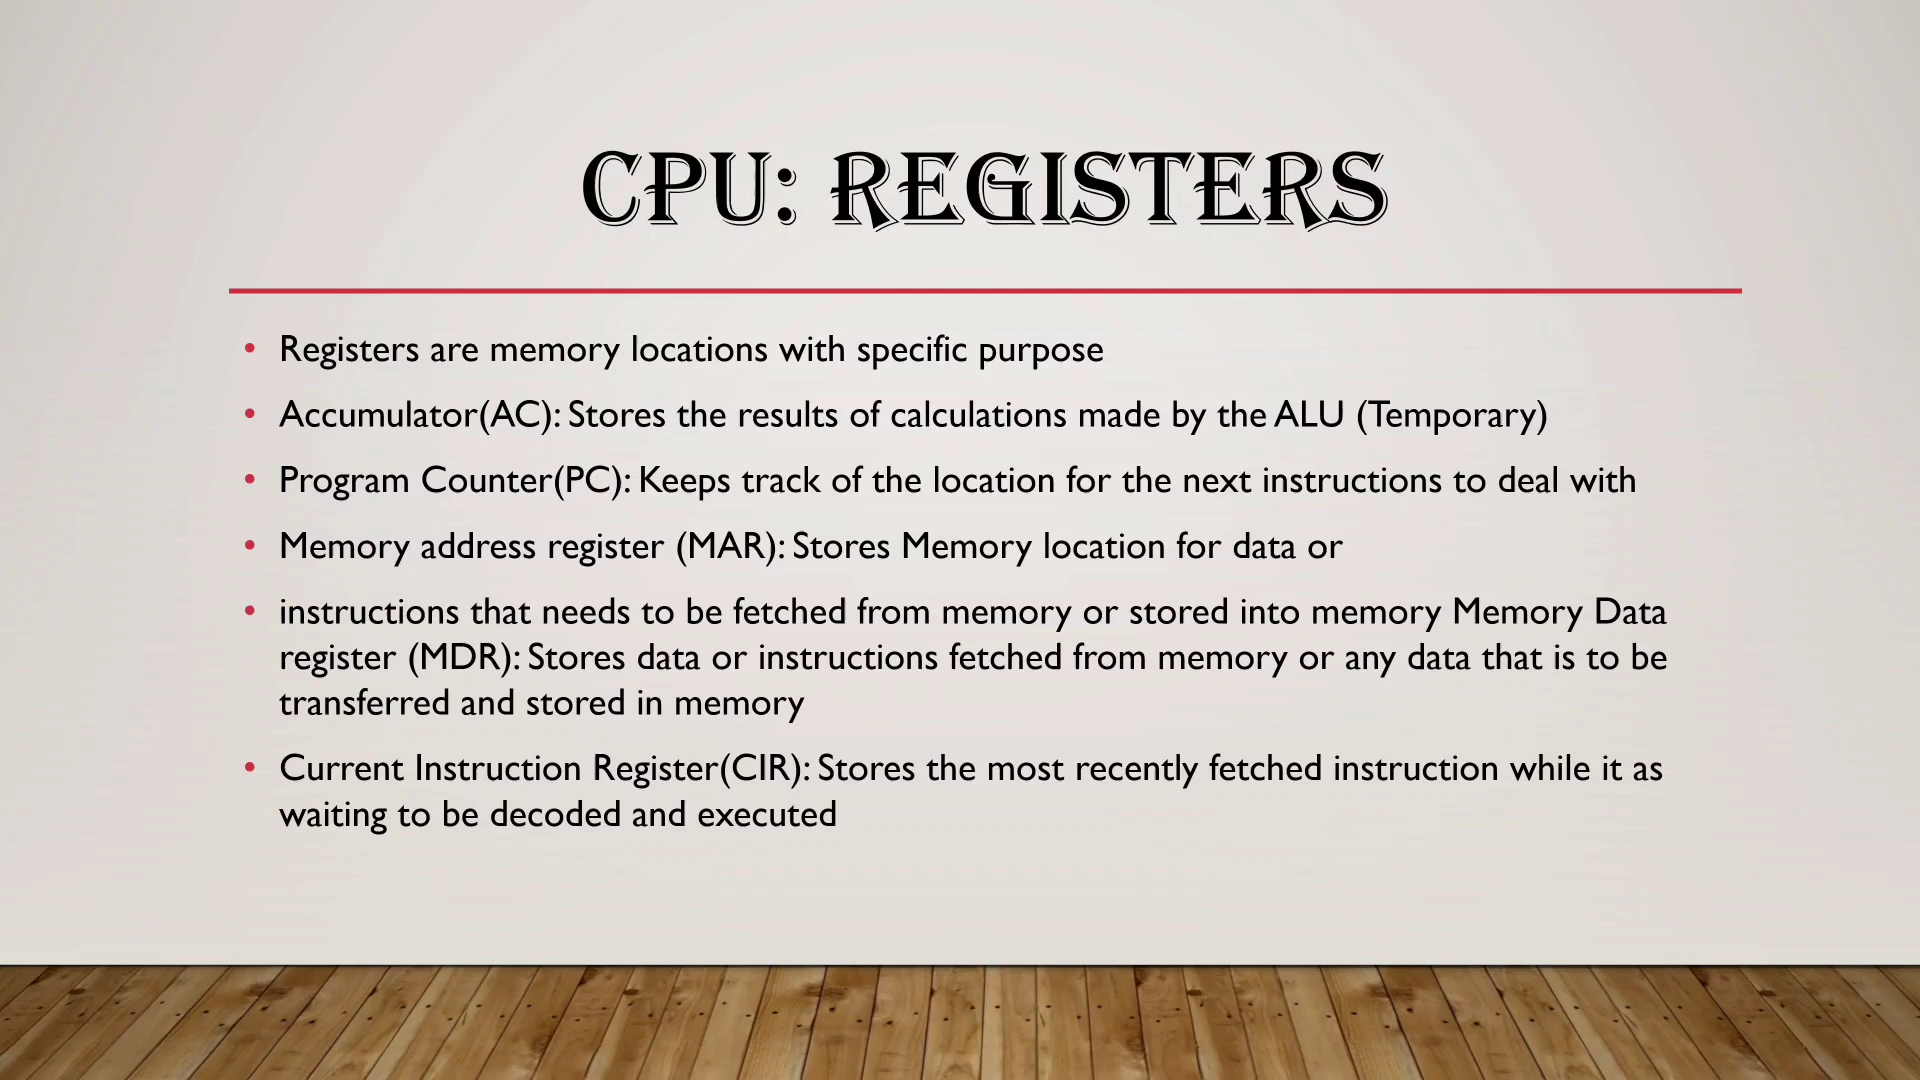 CPU: REGISTERS
• Registers are memory locations with specific purpose
• Accumulator(AC): Stores the results of calculations made by the ALU (Temporary)
• Program Counter(PC): Keeps track of the location for the next instructions to deal with
• Memory address register (MAR): Stores Memory location for data or
• instructions that needs to be fetched from memory or stored into memory Memory Data
register (MDR): Stores data or instructions fetched from memory or any data that is to be
transferred and stored in memory
• Current Instruction Register(CIR): Stores the most recently fetched instruction while it as
waiting to be decoded and executed